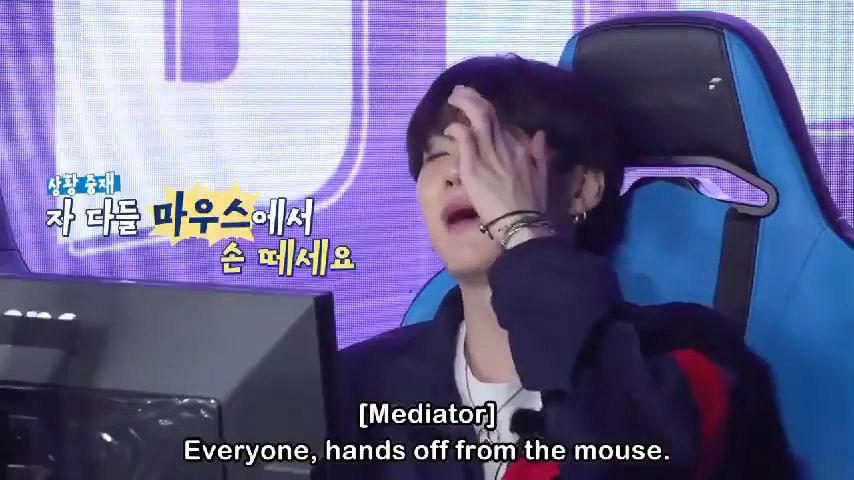 상황 중재
자 다들 마우스에서
손 떼세요
[Mediator]
Everyone, hands off from the mouse.